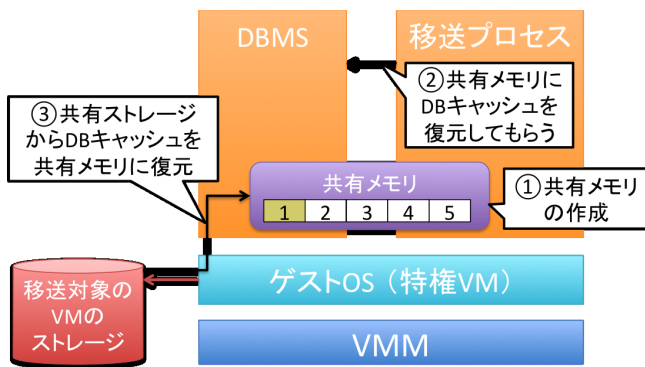 DBMS
移送プロセス
②共有メモリに
DBキャッシュを
復元してもらう
③共有ストレージ
からDBキャッシュを
共有メモリに復元
共有メモリ
1 2 3 4 5
①共有メモリ
の作成
移送対象の
VMの
ストレージ
ゲストOS（特権VM）
VMM